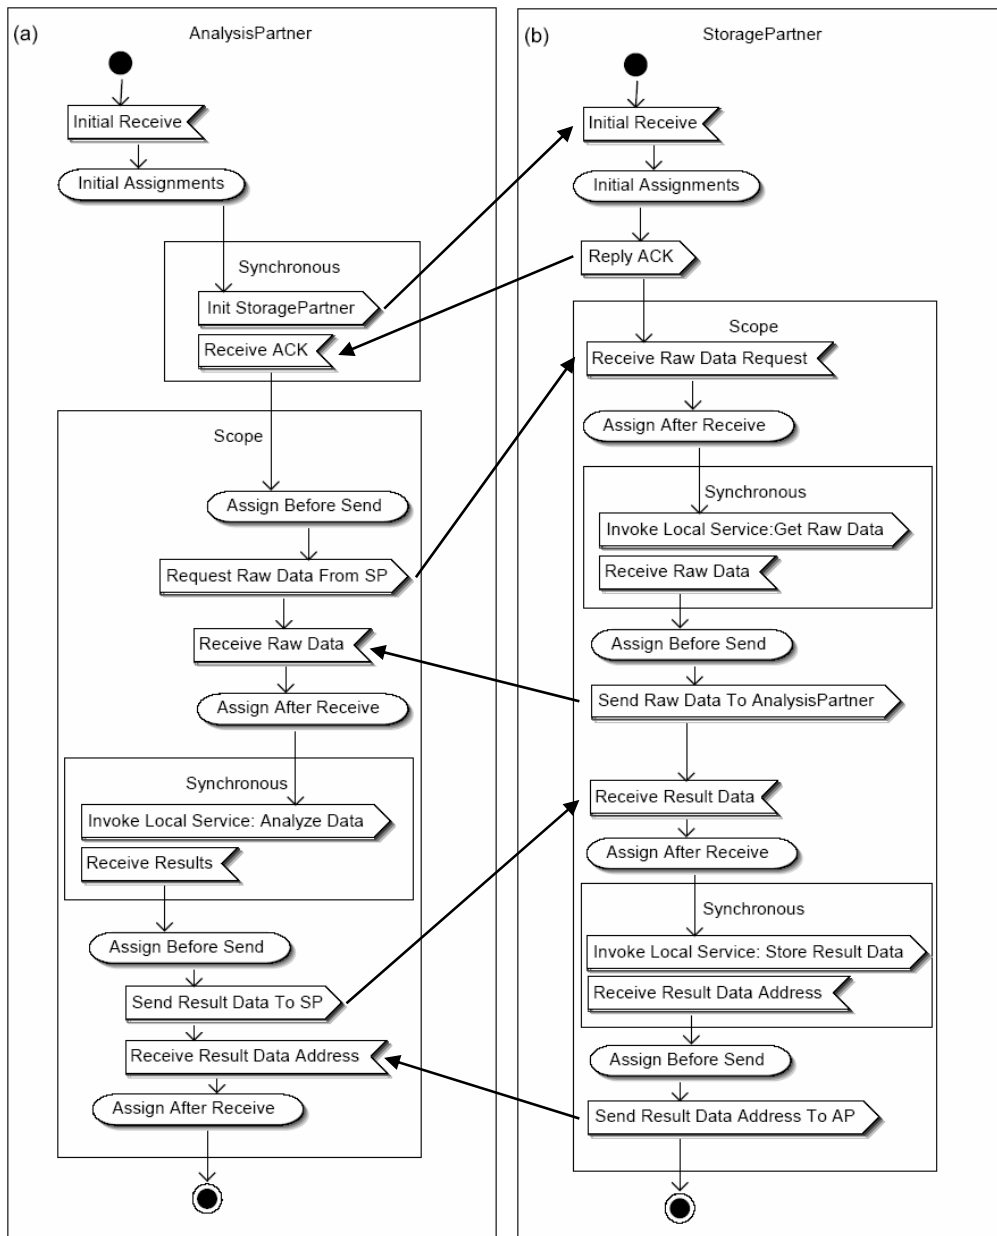 (a)
AnalysisPartner
Initial Receive
Initial Assignments
Synchronous
Init StoragePartner
Receive ACK
Scope
Assign Before Send
Request Raw Data From SP
Receive Raw Data
Assign After Receive
Synchronous
Invoke Local Service: Analyze Data
Receive Results
Assign Before Send
Send Result Data To SP
Receive Result Data Address
Assign After Receive
(b)
StoragePartner
Initial Receive
Initial Assignments
Reply ACK
Scope
Receive Raw Data Request
Assign After Receive
Synchronous
Invoke Local Service:Get Raw Data
Receive Raw Data
Assign Before Send
Send Raw Data To AnalysisPartner
Receive Result Data
Assign After Receive
Synchronous
Invoke Local Service: Store Result Data
Receive Result Data Address
Assign Before Send
Send Result Data Address To AP